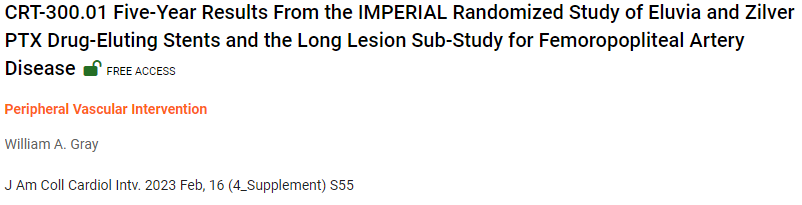 CRT-300.01 Five-Year Results From the IMPERIAL Randomized Study of Eluvia and Zilver
PTX Drug-Eluting Stents and the Long Lesion Sub-Study for Femoropopliteal Artery
Disease FREE ACCESS
Peripheral Vascular Intervention
William A. Gray
J Am Coll Cardiol Intv. 2023 Feb, 16 (4_Supplement) S55